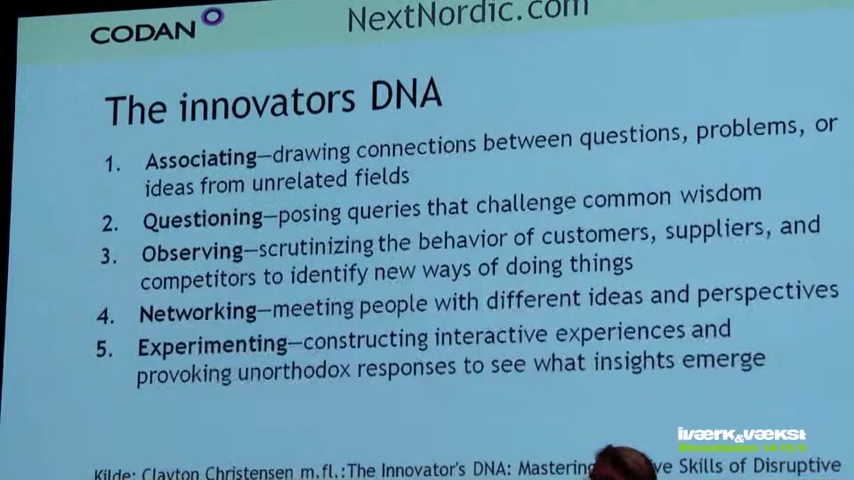 CODAN
NextNordic.com
The innovators DNA
1. Associating—drawing connections between questions, problems, or
ideas from unrelated fields
2. Questioning—posing queries that challenge common wisdom
3. Observing—scrutinizing the behavior of customers, suppliers, and
competitors to identify new ways of doing things
4. Networking—meeting people with different ideas and perspectives
5. Experimenting—constructing interactive experiences and
provoking unorthodox responses to see what insights emerge
iværk&vækst
Kilde: Clayton Christensen m.fl.:The Innovator's DNA: Mastering Skills of Disruptive